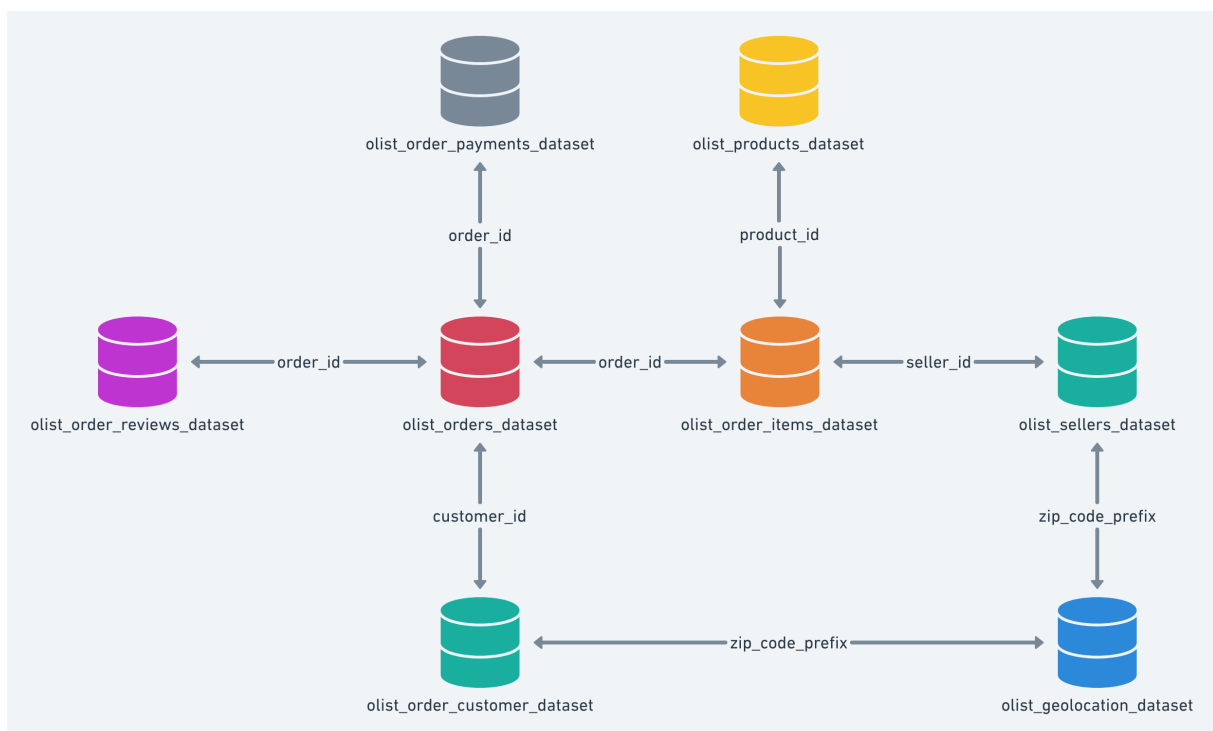 olist_order_payments_dataset
olist_products_dataset
order_id
product_id
order_id
order_id
seller_id
olist_order_reviews_dataset
olist_orders_dataset
olist_order_items_dataset
olist_sellers_dataset
customer_id
zip_code_prefix
zip_code_prefix
olist_order_customer_dataset
olist_geolocation_dataset